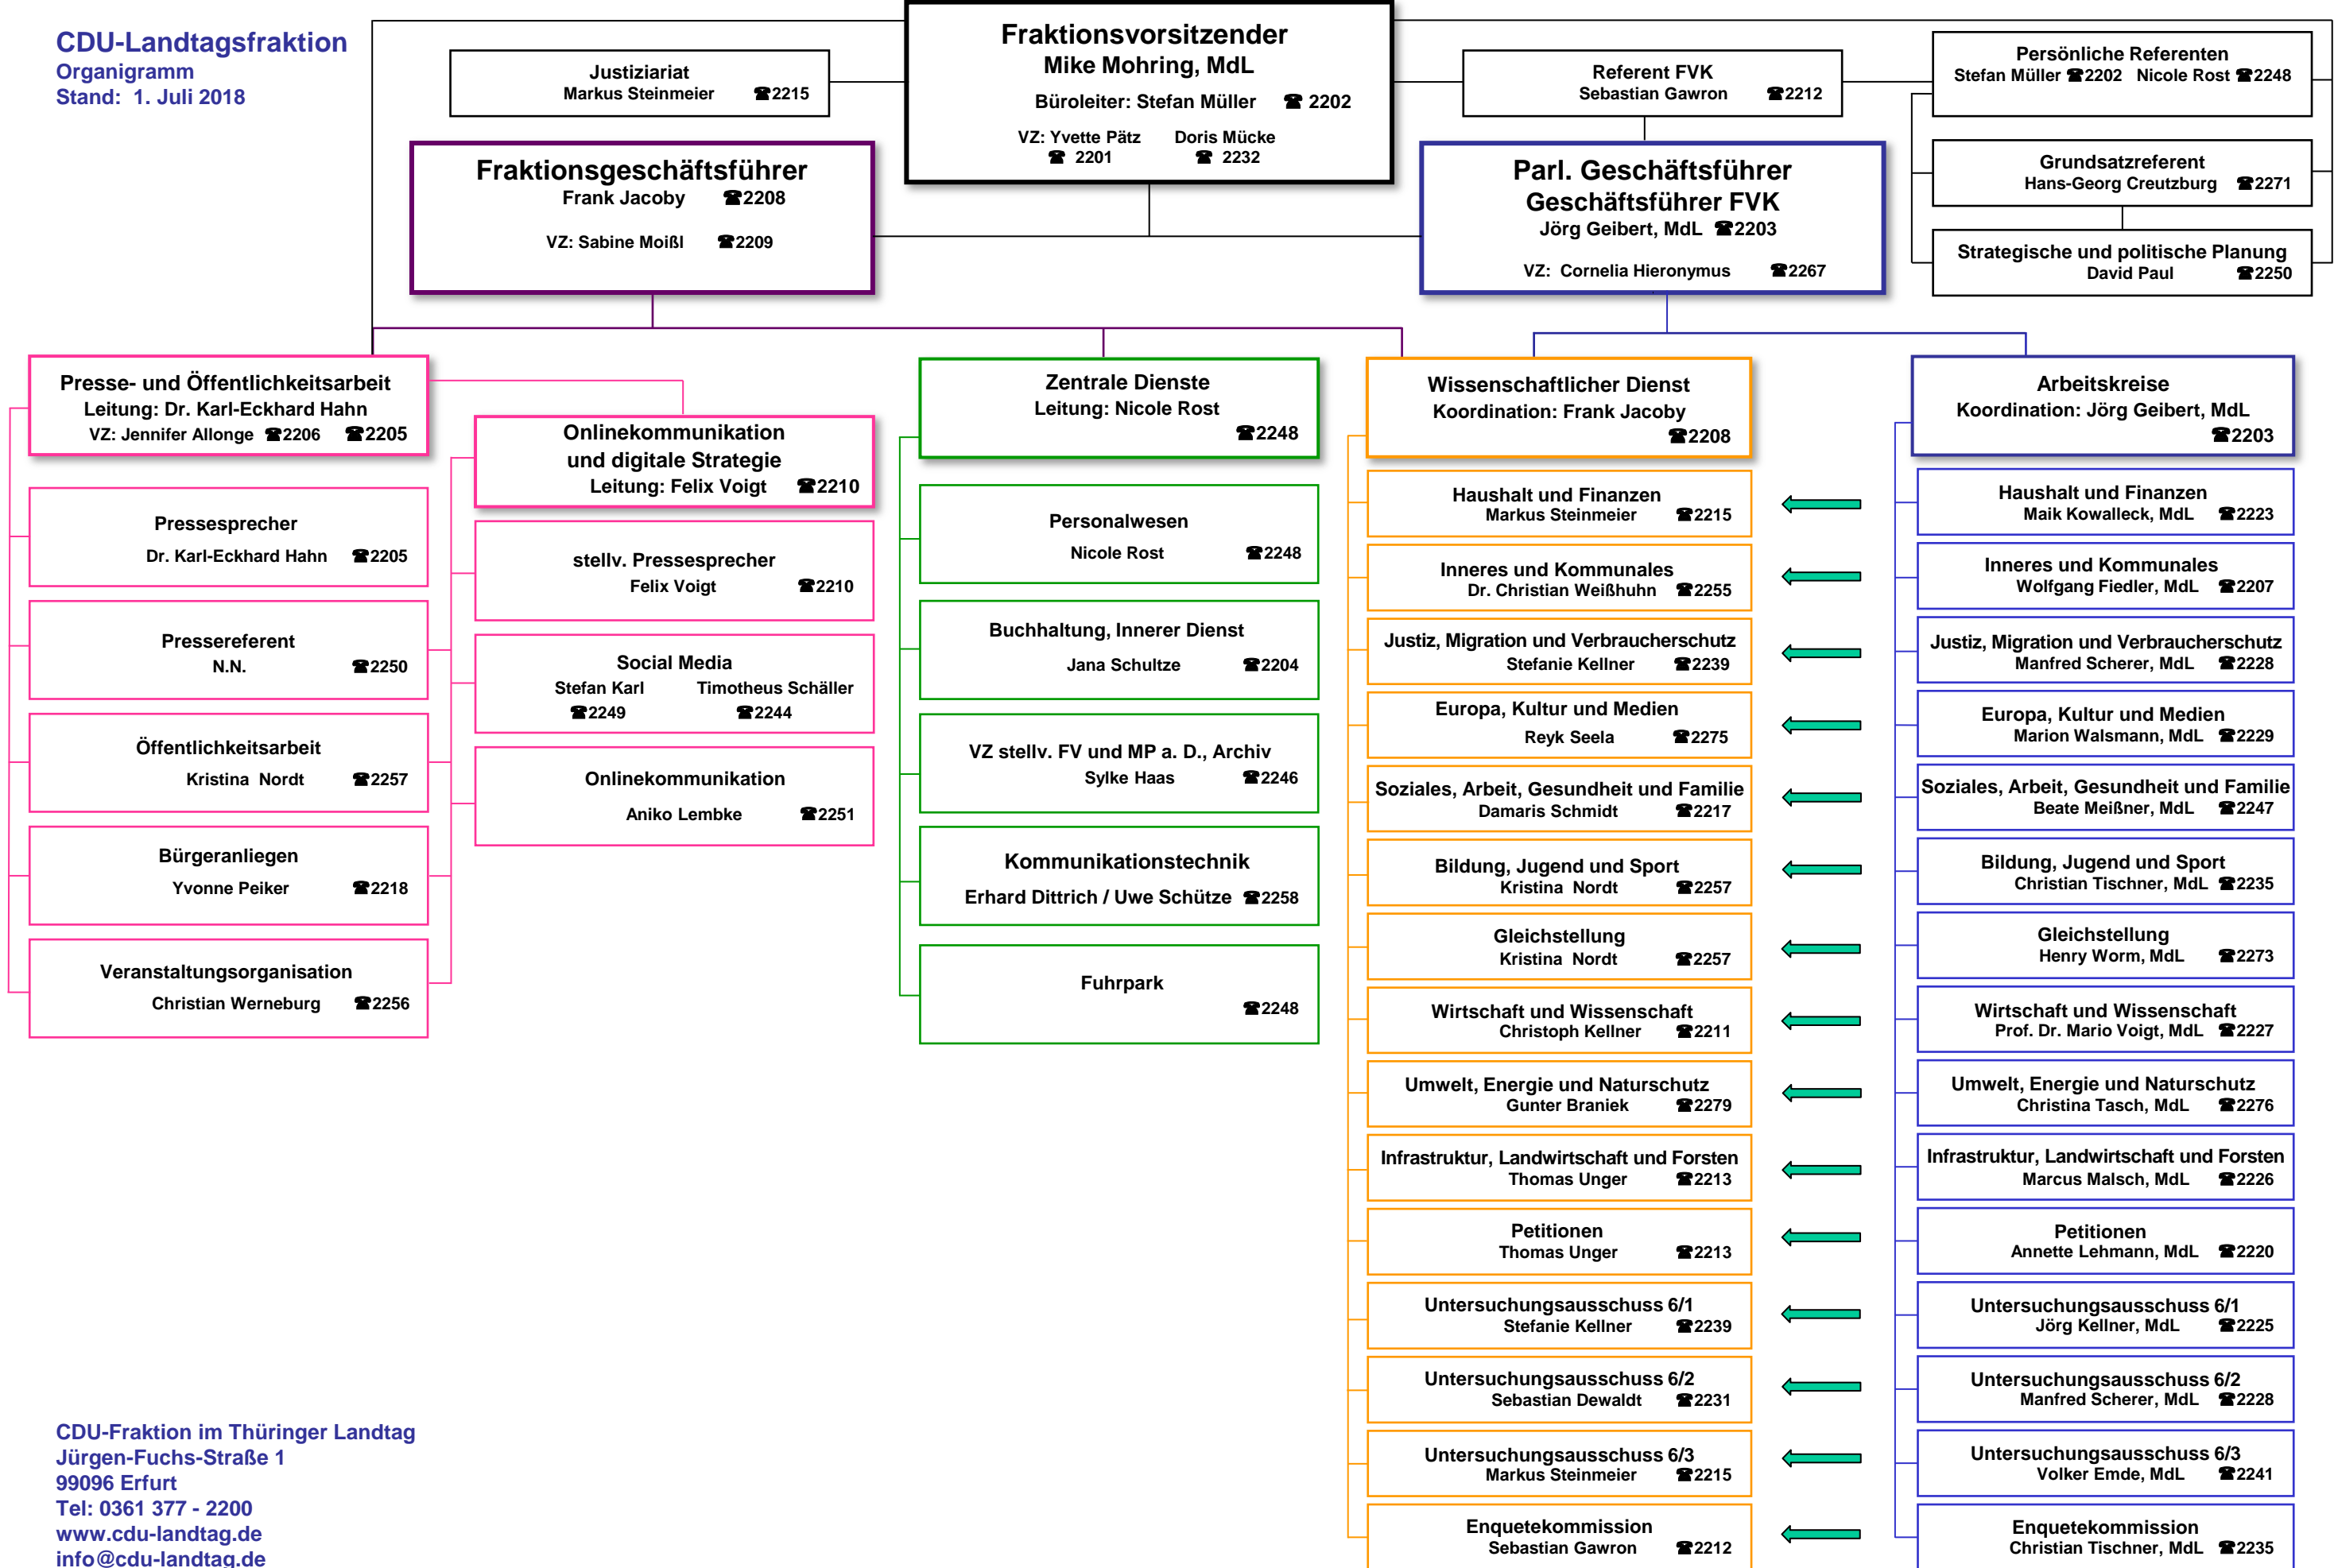 CDU-Landtagsfraktion
Organigramm
Stand: 1. Juli 2018
Justiziariat
Markus Steinmeier ☎2215
Fraktionsvorsitzender
Mike Mohring, MdL
Büroleiter: Stefan Müller ☎ 2202
VZ: Yvette Pätz Doris Mücke
☎ 2201 ☎ 2232
Referent FVK
Sebastian Gawron ☎2212
Persönliche Referenten
Stefan Müller ☎2202 Nicole Rost ☎2248
Grundsatzreferent
Hans-Georg Creutzburg ☎2271
Strategische und politische Planung
David Paul ☎2250
Fraktionsgeschäftsführer
Frank Jacoby ☎2208
VZ: Sabine Moißl ☎2209
Parl. Geschäftsführer
Geschäftsführer FVK
Jörg Geibert, MdL ☎2203
VZ: Cornelia Hieronymus ☎2267
Presse- und Öffentlichkeitsarbeit
Leitung: Dr. Karl-Eckhard Hahn
VZ: Jennifer Allonge ☎2206 ☎2205
Pressesprecher
Dr. Karl-Eckhard Hahn ☎2205
Pressereferent
N.N. ☎2250
Öffentlichkeitsarbeit
Kristina Nordt ☎2257
Bürgeranliegen
Yvonne Peiker ☎2218
Veranstaltungsorganisation
Christian Werneburg ☎2256
Onlinekommunikation
und digitale Strategie
Leitung: Felix Voigt ☎2210
stellv. Pressesprecher
Felix Voigt ☎2210
Social Media
Stefan Karl Timotheus Schäller
☎2249 ☎2244
Onlinekommunikation
Aniko Lembke ☎2251
Zentrale Dienste
Leitung: Nicole Rost
☎2248
Personalwesen
Nicole Rost ☎2248
Buchhaltung, Innerer Dienst
Jana Schultze ☎2204
VZ stellv. FV und MP a. D., Archiv
Sylke Haas ☎2246
Kommunikationstechnik
Erhard Dittrich / Uwe Schütze ☎2258
Fuhrpark
☎2248
Wissenschaftlicher Dienst
Koordination: Frank Jacoby
☎2208
Haushalt und Finanzen
Markus Steinmeier ☎2215
Inneres und Kommunales
Dr. Christian Weißhuhn ☎2255
Justiz, Migration und Verbraucherschutz
Stefanie Kellner ☎2239
Europa, Kultur und Medien
Reyk Seela ☎2275
Soziales, Arbeit, Gesundheit und Familie
Damaris Schmidt ☎2217
Bildung, Jugend und Sport
Kristina Nordt ☎2257
Gleichstellung
Kristina Nordt ☎2257
Wirtschaft und Wissenschaft
Christoph Kellner ☎2211
Umwelt, Energie und Naturschutz
Gunter Braniek ☎2279
Infrastruktur, Landwirtschaft und Forsten
Thomas Unger ☎2213
Petitionen
Thomas Unger ☎2213
Untersuchungsausschuss 6/1
Stefanie Kellner ☎2239
Untersuchungsausschuss 6/2
Sebastian Dewaldt ☎2231
Untersuchungsausschuss 6/3
Markus Steinmeier ☎2215
Enquetekommission
Sebastian Gawron ☎2212
Arbeitskreise
Koordination: Jörg Geibert, MdL
☎2203
Haushalt und Finanzen
Maik Kowalleck, MdL ☎2223
Inneres und Kommunales
Wolfgang Fiedler, MdL ☎2207
Justiz, Migration und Verbraucherschutz
Manfred Scherer, MdL ☎2228
Europa, Kultur und Medien
Marion Walsmann, MdL ☎2229
Soziales, Arbeit, Gesundheit und Familie
Beate Meißner, MdL ☎2247
Bildung, Jugend und Sport
Christian Tischner, MdL ☎2235
Gleichstellung
Henry Worm, MdL ☎2273
Wirtschaft und Wissenschaft
Prof. Dr. Mario Voigt, MdL ☎2227
Umwelt, Energie und Naturschutz
Christina Tasch, MdL ☎2276
Infrastruktur, Landwirtschaft und Forsten
Marcus Malsch, MdL ☎2226
Petitionen
Annette Lehmann, MdL ☎2220
Untersuchungsausschuss 6/1
Jörg Kellner, MdL ☎2225
Untersuchungsausschuss 6/2
Manfred Scherer, MdL ☎2228
Untersuchungsausschuss 6/3
Volker Emde, MdL ☎2241
Enquetekommission
Christian Tischner, MdL ☎2235
CDU-Fraktion im Thüringer Landtag
Jürgen-Fuchs-Straße 1
99096 Erfurt
Tel: 0361 377 - 2200
www.cdu-landtag.de
info@cdu-landtag.de